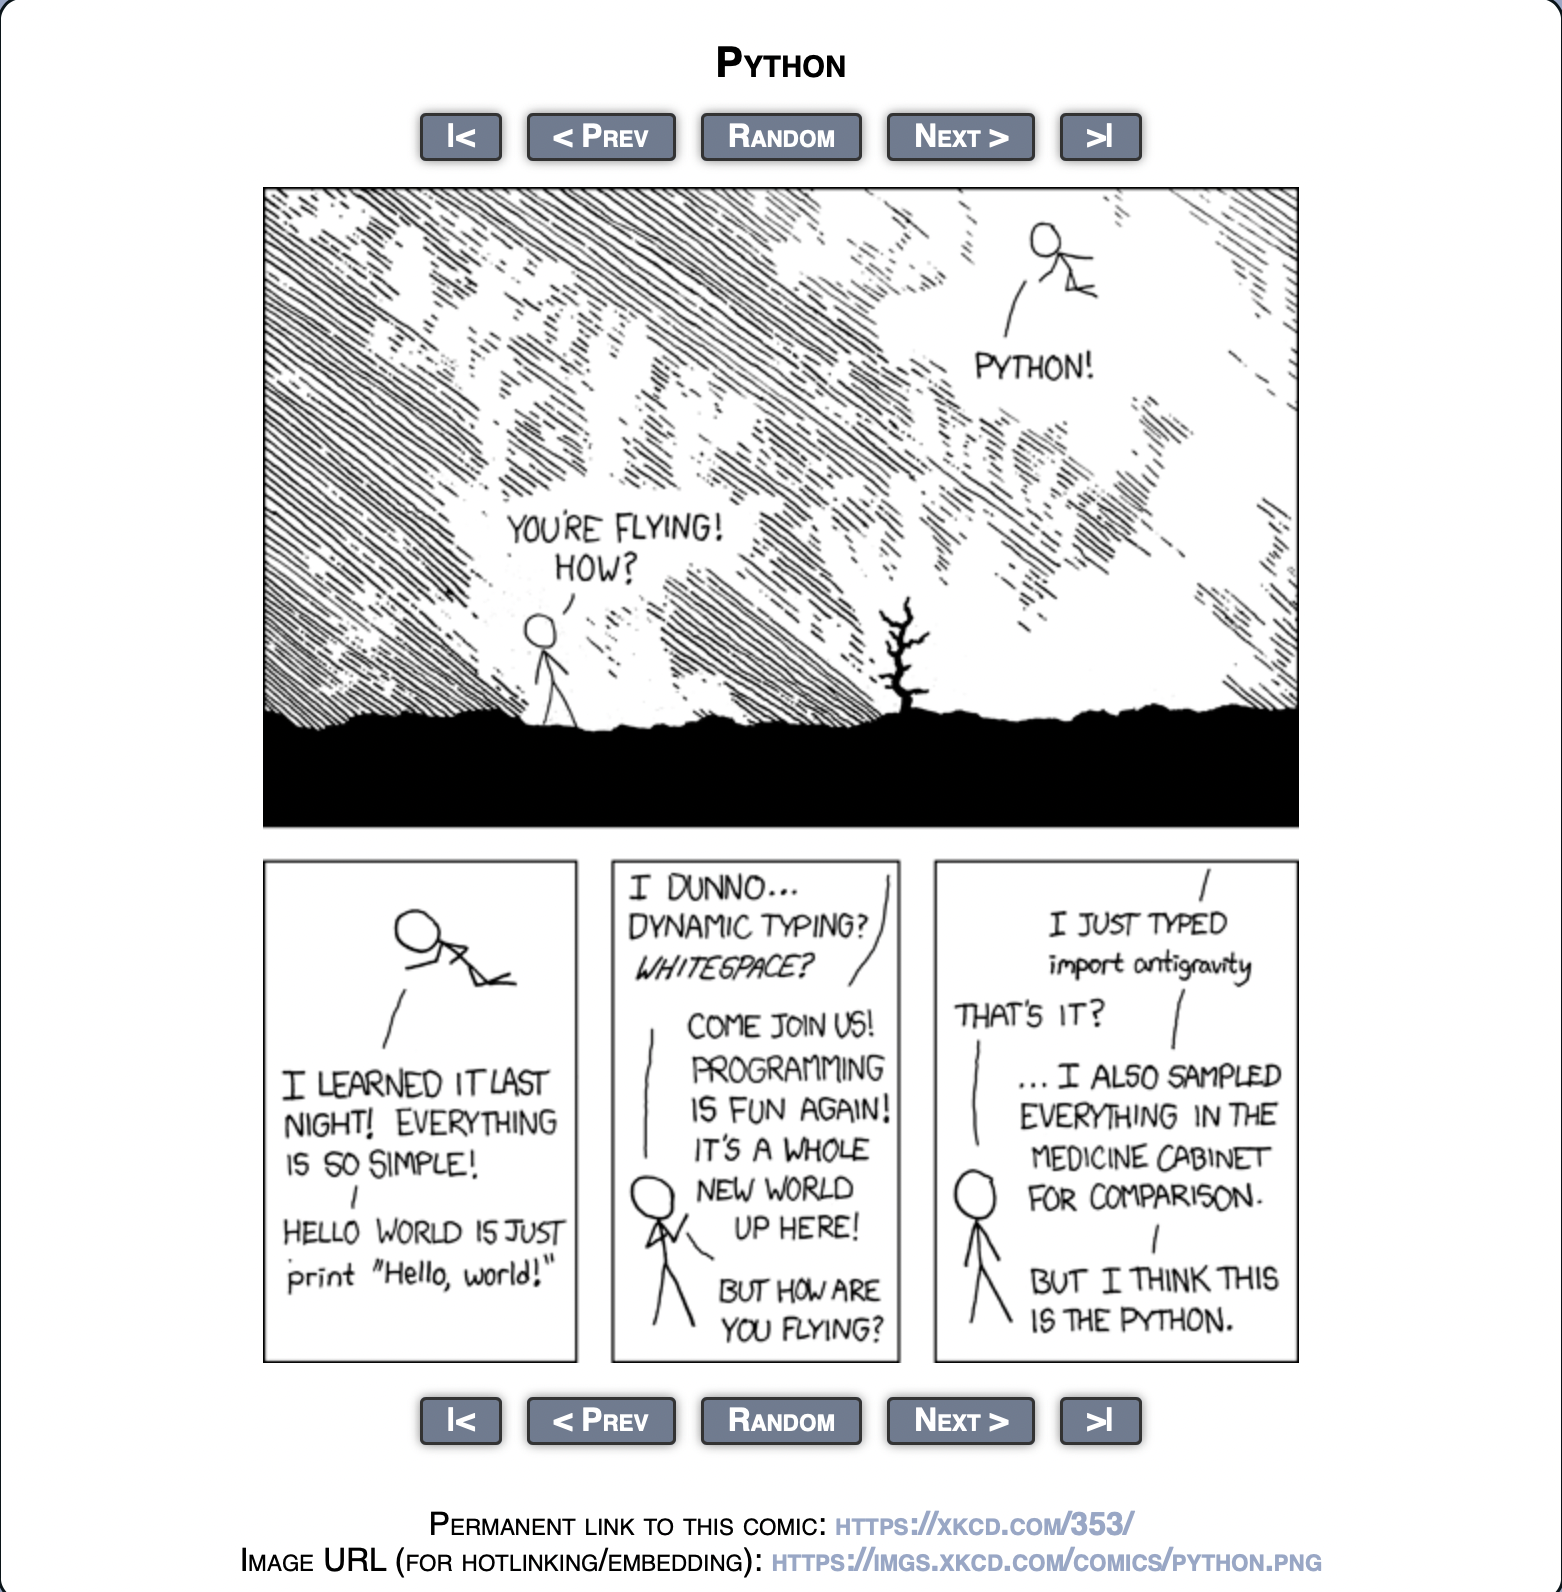 Python
|<
< Prev
Random
Next >
>|
PYTHON!
YOU'RE FLYING!
HOW?
I LEARNED IT LAST
NIGHT! EVERYTHING
IS SO SIMPLE!
HELLO WORLD IS JUST
print "Hello, world!"
I DUNNO...
DYNAMIC TYPING?
WHITESPACE?
COME JOIN US!
PROGRAMMING
IS FUN AGAIN!
IT'S A WHOLE
NEW WORLD
UP HERE!
BUT HOW ARE
YOU FLYING?
I JUST TYPED
import antigravity
THAT'S IT?
... I ALSO SAMPLED
EVERYTHING IN THE
MEDICINE CABINET
FOR COMPARISON.
BUT I THINK THIS
IS THE PYTHON.
|<
< Prev
Random
Next >
>|
Permanent link to this comic: https://xkcd.com/353/
Image URL (for hotlinking/embedding): https://imgs.xkcd.com/comics/python.png